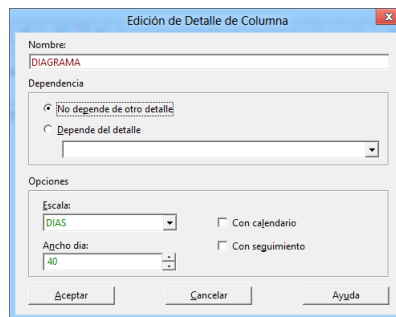 Edición de Detalle de Columna
x
Nombre:
DIAGRAMA
Dependencia
No depende de otro detalle
Depende del detalle
Opciones
Escala:
DIAS
Con calendario
Ancho dia:
Con seguimiento
40
Aceptar Cancelar Ayuda